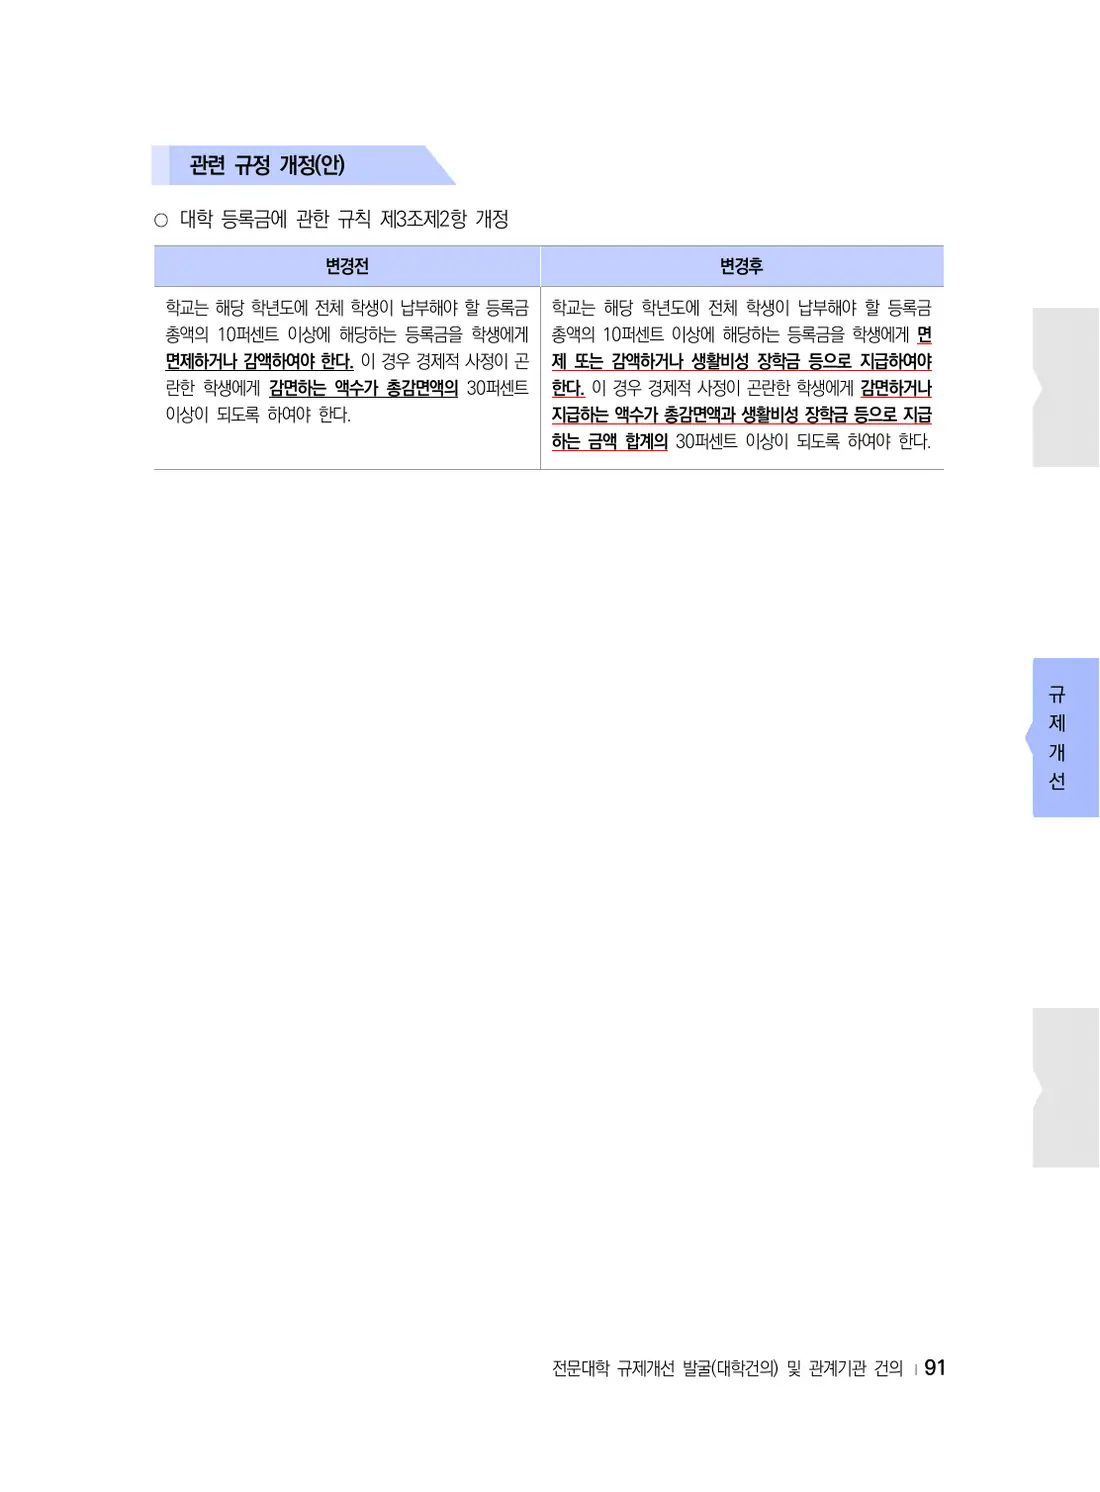 관련 규정 개정(안)
○ 대학 등록금에 관한 규칙 제3조제2항 개정
변경전
학교는 해당 학년도에 전체 학생이 납부해야 할 등록금
총액의 10퍼센트 이상에 해당하는 등록금을 학생에게
면제하거나 감액하여야 한다. 이 경우 경제적 사정이 곤
란한 학생에게 감면하는 액수가 총감면액의 30퍼센트
이상이 되도록 하여야 한다.
변경후
학교는 해당 학년도에 전체 학생이 납부해야 할 등록금
총액의 10퍼센트 이상에 해당하는 등록금을 학생에게 면
제 또는 감액하거나 생활비성 장학금 등으로 지급하여야
한다. 이 경우 경제적 사정이 곤란한 학생에게 감면하거나
지급하는 액수가 총감면액과 생활비성 장학금 등으로 지급
하는 금액 합계의 30퍼센트 이상이 되도록 하여야 한다.
규
제
개
선
전문대학 규제개선 발굴(대학건의) 및 관계기관 건의 | 91